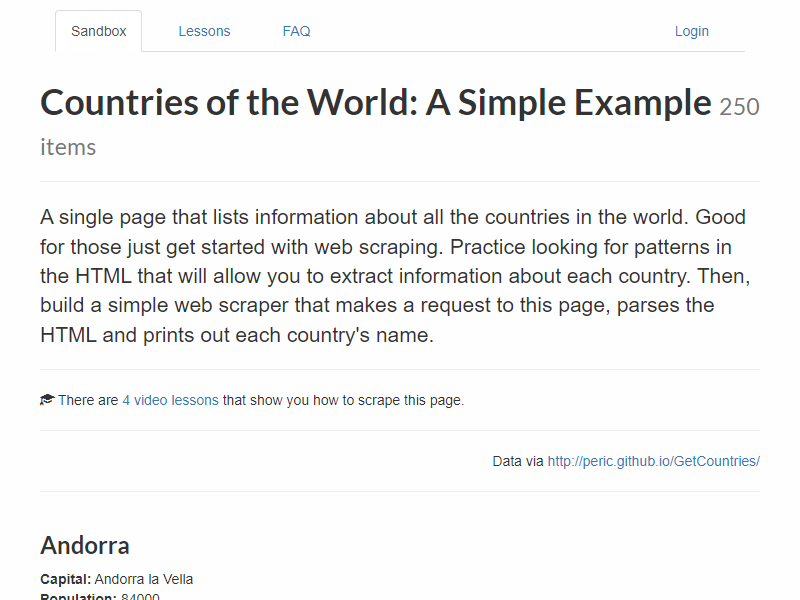 Sandbox Lessons FAQ Login
Countries of the World: A Simple Example 250
items
A single page that lists information about all the countries in the world. Good
for those just get started with web scraping. Practice looking for patterns in
the HTML that will allow you to extract information about each country. Then,
build a simple web scraper that makes a request to this page, parses the
HTML and prints out each country's name.
There are 4 video lessons that show you how to scrape this page.
Data via http://peric.github.io/GetCountries/
Andorra
Capital: Andorra la Vella
Population: 84000